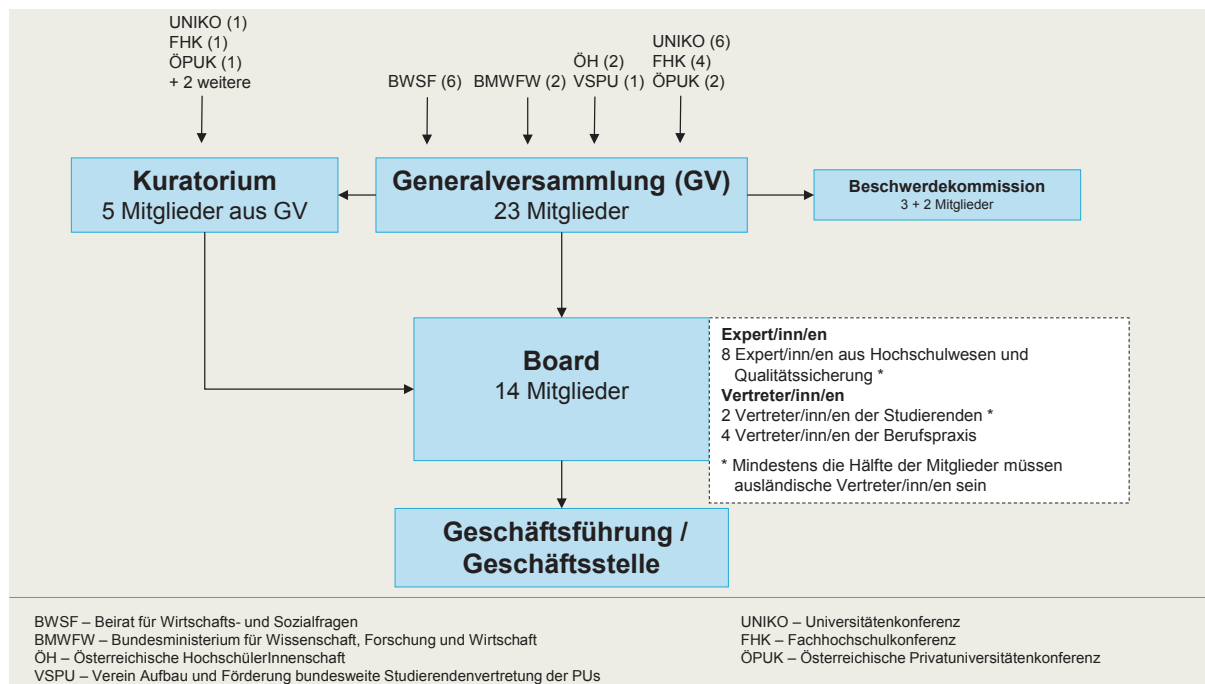 UNIKO (1)
FHK (1)
ÖPUK (1)
+ 2 weitere
BWSF (6)
BMWFW (2)
ÖH (2)
VSPU (1)
UNIKO (6)
FHK (4)
ÖPUK (2)
Kuratorium
5 Mitglieder aus GV
Generalversammlung (GV)
23 Mitglieder
Beschwerdekommission
3 + 2 Mitglieder
Board
14 Mitglieder
Expert/inn/en
8 Expert/inn/en aus Hochschulwesen und
Qualitätssicherung *
Vertreter/inn/en
2 Vertreter/inn/en der Studierenden *
4 Vertreter/inn/en der Berufspraxis
* Mindestens die Hälfte der Mitglieder müssen
ausländische Vertreter/inn/en sein
Geschäftsführung /
Geschäftsstelle
BWSF – Beirat für Wirtschafts- und Sozialfragen
BMWFW – Bundesministerium für Wissenschaft, Forschung und Wirtschaft
ÖH – Österreichische HochschülerInnenschaft
VSPU – Verein Aufbau und Förderung bundesweite Studierendenvertretung der PUs
UNIKO – Universitätenkonferenz
FHK – Fachhochschulkonferenz
ÖPUK – Österreichische Privatuniversitätenkonferenz